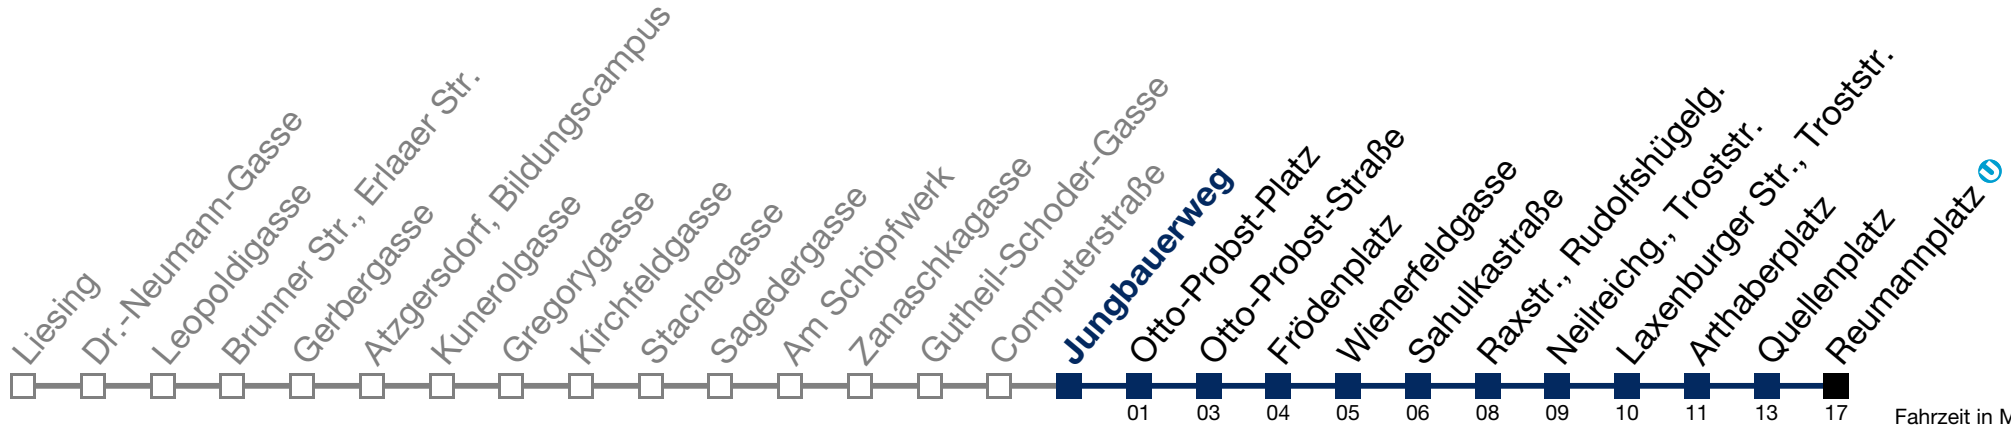 Liesing
Dr.-Neumann-Gasse
Leopoldigasse
Brunner Str., Erlaaer Str.
Gerbergasse
Atzgersdorf, Bildungscampus
Kunerolgasse
Gregorygasse
Kirchfeldgasse
Stachegasse
Sagedergasse
Am Schöpfwerk
Zanaschkagasse
Gutheil-Schoder-Gasse
Computerstraße
Jungbauerweg
Otto-Probst-Platz
Otto-Probst-Straße
Frödenplatz
Wienerfeldgasse
Sahulkastraße
Raxstr., Rudolfshügelg.
Neilreichg., Troststr.
Laxenburger Str., Troststr.
Arthaberplatz
Quellenplatz
Reumannplatz U
01 03 04 05 06 08 09 10 11 13 17
Fahrzeit in M